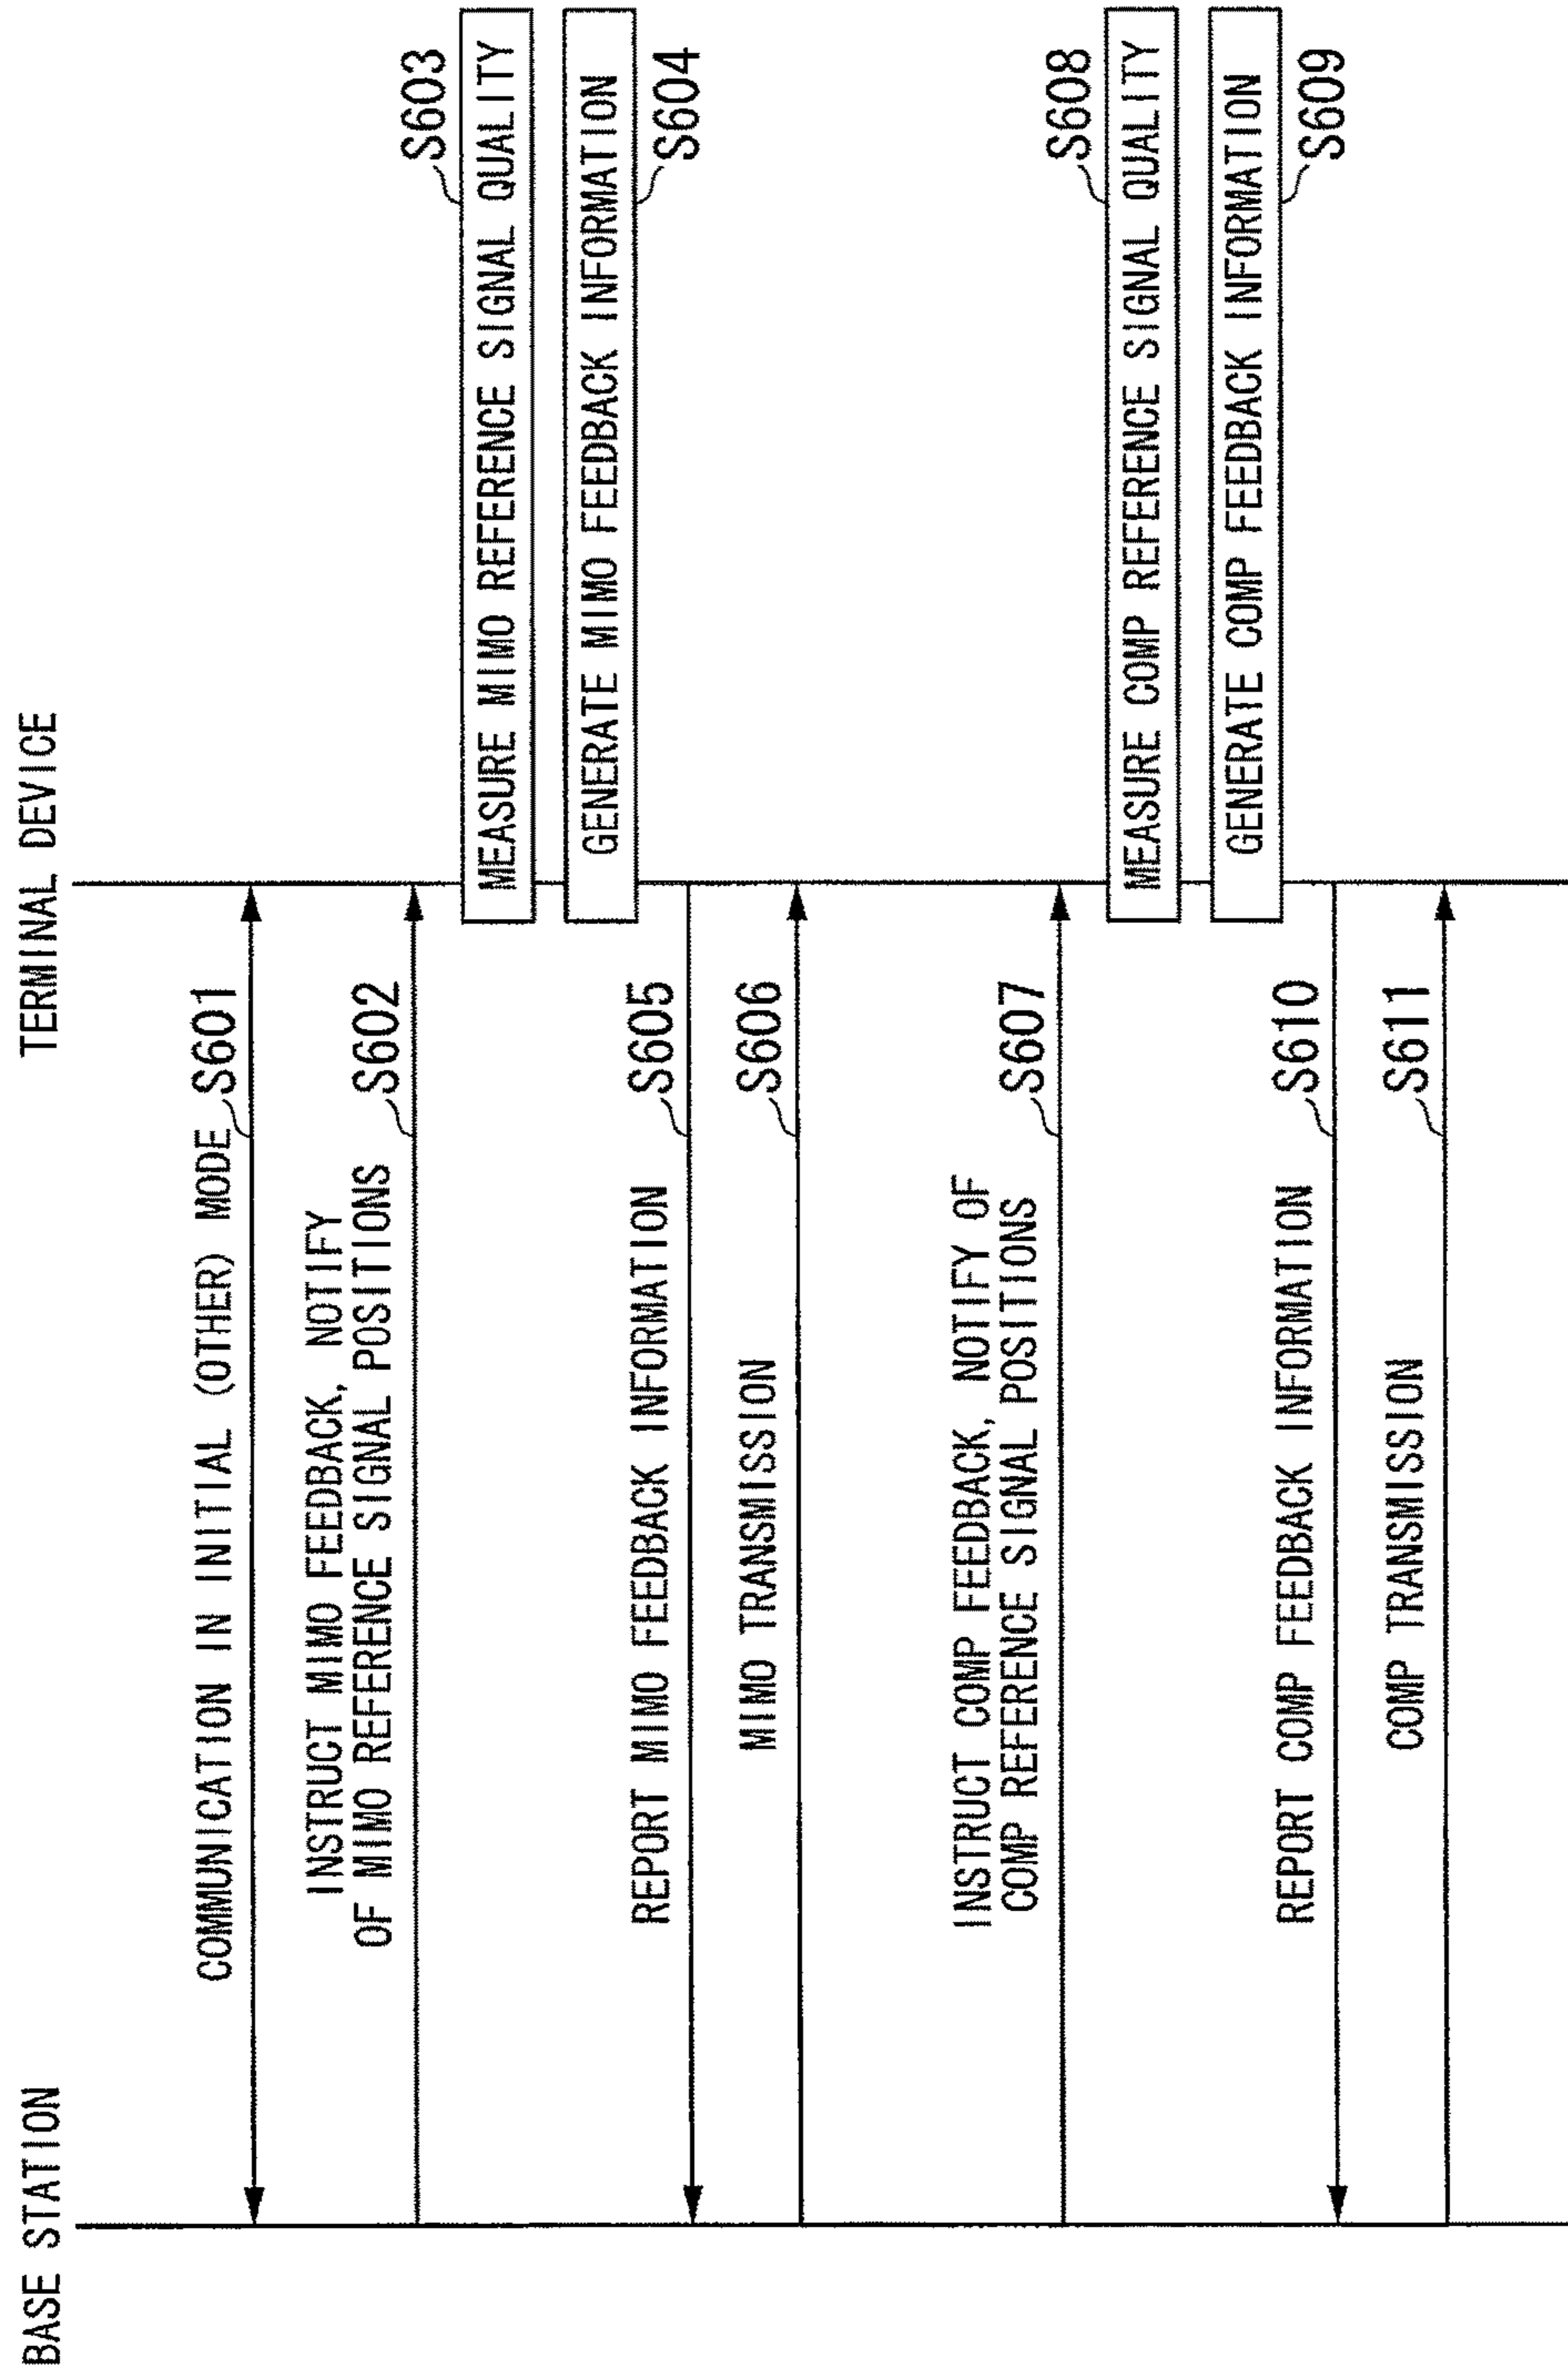 BASE STATION
TERMINAL DEVICE
COMMUNICATION IN INITIAL (OTHER) MODE
S601
INSTRUCT MIMO FEEDBACK, NOTIFY
OF MIMO REFERENCE SIGNAL POSITIONS
S602
S603
MEASURE MIMO REFERENCE SIGNAL QUALITY
GENERATE MIMO FEEDBACK INFORMATION
S604
REPORT MIMO FEEDBACK INFORMATION
S605
MIMO TRANSMISSION
S606
INSTRUCT COMP FEEDBACK, NOTIFY OF
COMP REFERENCE SIGNAL POSITIONS
S607
S608
MEASURE COMP REFERENCE SIGNAL QUALITY
GENERATE COMP FEEDBACK INFORMATION
S609
REPORT COMP FEEDBACK INFORMATION
S610
COMP TRANSMISSION
S611